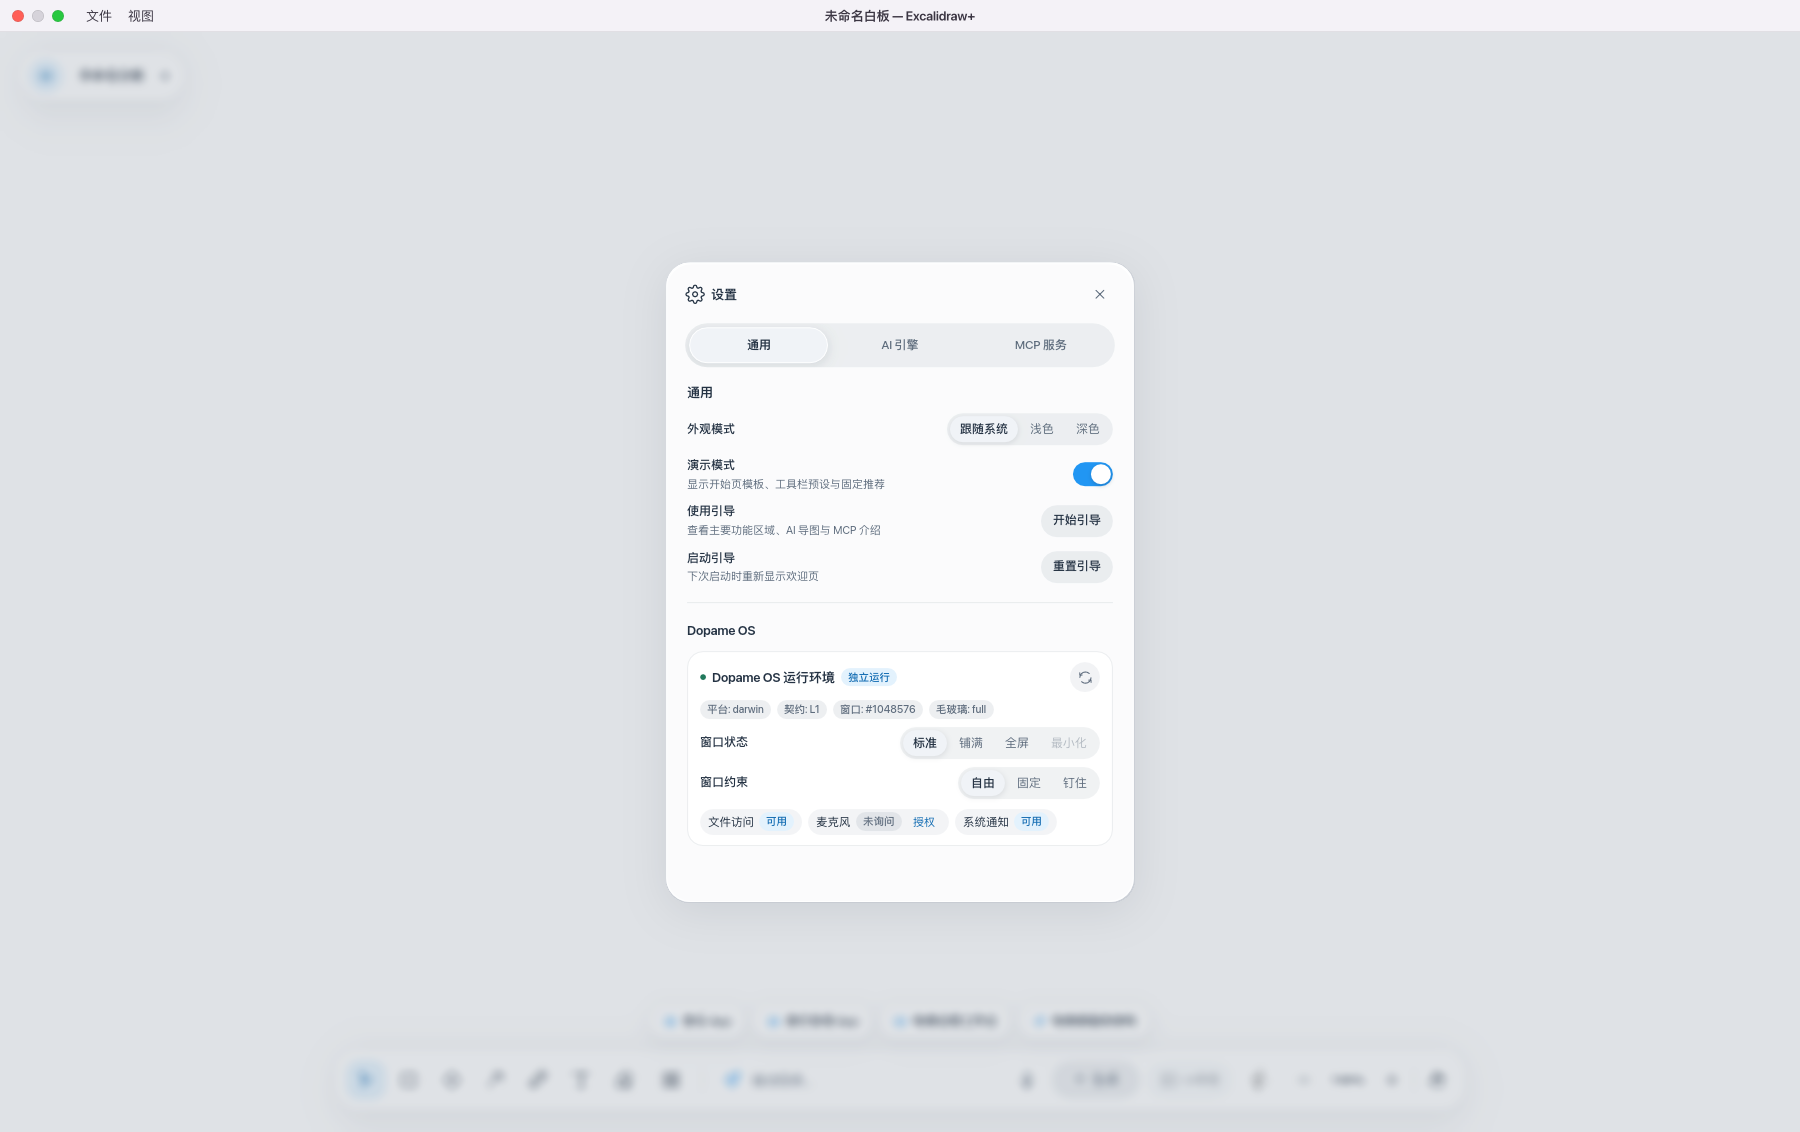 文件 视图 未命名白板 — Excalidraw+
设置
通用 AI 引擎 MCP 服务
通用
外观模式 跟随系统 浅色 深色
演示模式
显示开始页模板、工具栏预设与固定推荐
使用引导
查看主要功能区域、AI 导图与 MCP 介绍
开始引导
启动引导
下次启动时重新显示欢迎页
重置引导
Dopame OS
Dopame OS 运行环境 独立运行
平台: darwin 契约: L1 窗口: #1048576 毛玻璃: full
窗口状态 标准 铺满 全屏 最小化
窗口约束 自由 固定 钉住
文件访问 可用 麦克风 未询问 授权 系统通知 可用